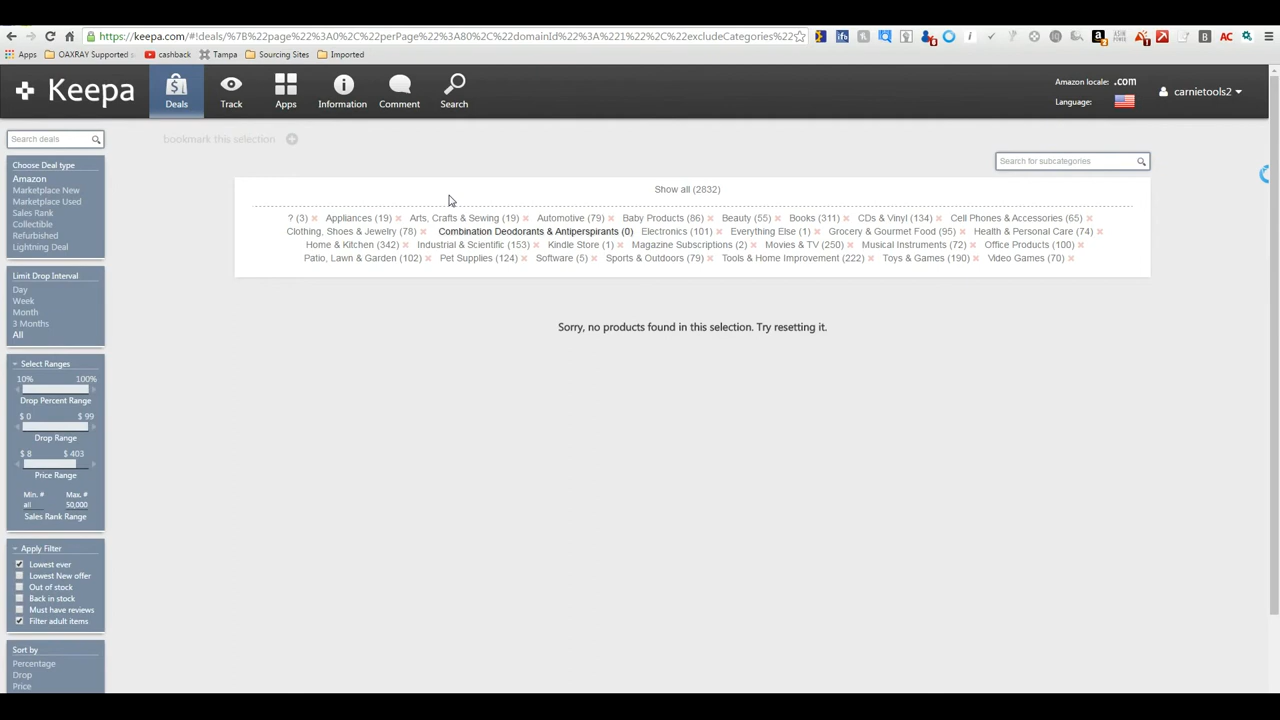 https://keepa.com/#!deals/%7B%22page%22%3A0%2C%22perPage%22%3A80%2C%22domainId%22%3A%221%22%2C%22excludeCategories%22
Apps OAXRAY Supported s cashback Tampa Sourcing Sites Imported
Keepa
Deals Track Apps Information Comment Search
Amazon locale: .com
Language:
carnietools2
Search deals
bookmark this selection
Search for subcategories
Show all (2832)
? (3) Appliances (19) Arts, Crafts & Sewing (19) Automotive (79) Baby Products (86) Beauty (55) Books (311) CDs & Vinyl (134) Cell Phones & Accessories (65)
Clothing, Shoes & Jewelry (78) Combination Deodorants & Antiperspirants (0) Electronics (101) Everything Else (1) Grocery & Gourmet Food (95) Health & Personal Care (74)
Home & Kitchen (342) Industrial & Scientific (153) Kindle Store (1) Magazine Subscriptions (2) Movies & TV (250) Musical Instruments (72) Office Products (100)
Patio, Lawn & Garden (102) Pet Supplies (124) Software (5) Sports & Outdoors (79) Tools & Home Improvement (222) Toys & Games (190) Video Games (70)
Sorry, no products found in this selection. Try resetting it.
Choose Deal type
Amazon
Marketplace New
Marketplace Used
Sales Rank
Collectible
Refurbished
Lightning Deal
Limit Drop Interval
Day
Week
Month
3 Months
All
Select Ranges
10% 100%
Drop Percent Range
$ 0 $ 99
Drop Range
$ 8 $ 403
Price Range
Min. # Max. #
all 50,000
Sales Rank Range
Apply Filter
Lowest ever
Lowest New offer
Out of stock
Back in stock
Must have reviews
Filter adult items
Sort by
Percentage
Drop
Price